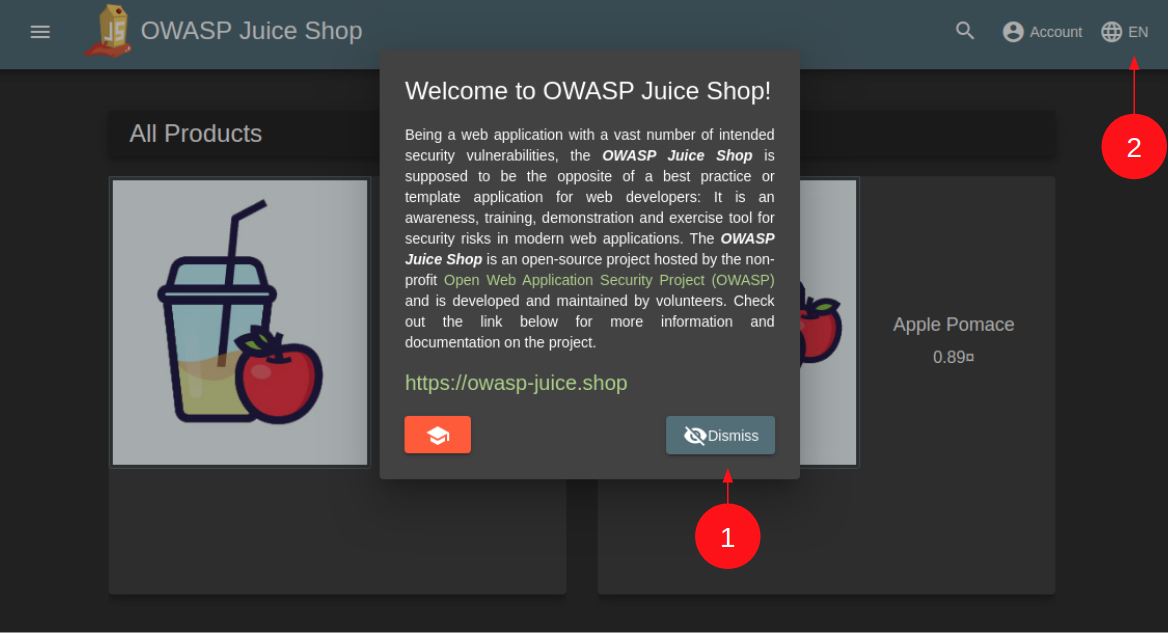 JS
OWASP Juice Shop
Account
EN
2
All Products
Welcome to OWASP Juice Shop!
Being a web application with a vast number of intended
security vulnerabilities, the OWASP Juice Shop is
supposed to be the opposite of a best practice or
template application for web developers: It is an
awareness, training, demonstration and exercise tool for
security risks in modern web applications. The OWASP
Juice Shop is an open-source project hosted by the non-
profit Open Web Application Security Project (OWASP)
and is developed and maintained by volunteers. Check
out the link below for more information and
documentation on the project.
https://owasp-juice.shop
Dismiss
1
Apple Pomace
0.89¤